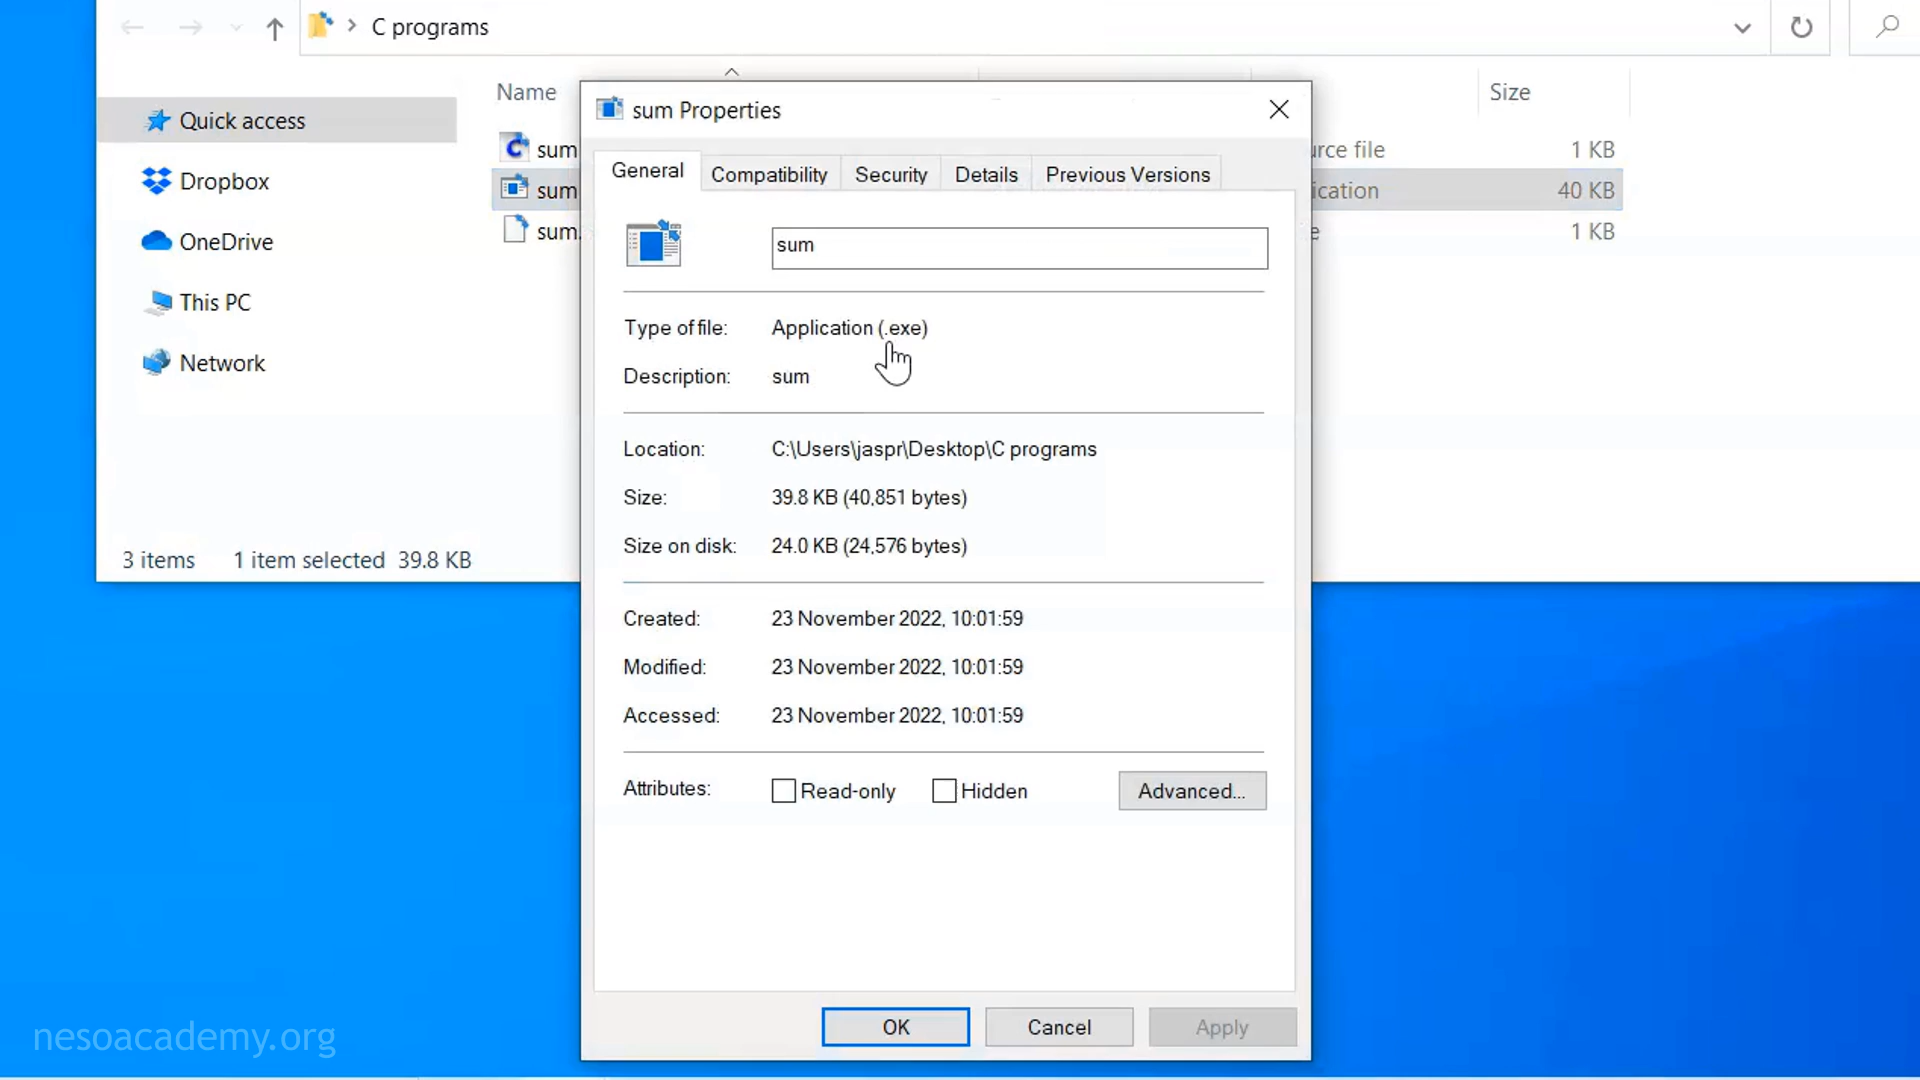 C programs
Name
Size
Quick access
Dropbox
OneDrive
This PC
Network
sum
rce file
1 KB
sum
ication
40 KB
sum.
e
1 KB
3 items
1 item selected
39.8 KB
sum Properties
General
Compatibility
Security
Details
Previous Versions
sum
Type of file:
Application (.exe)
Description:
sum
Location:
C:\Users\jaspr\Desktop\C programs
Size:
39.8 KB (40,851 bytes)
Size on disk:
24.0 KB (24,576 bytes)
Created:
23 November 2022, 10:01:59
Modified:
23 November 2022, 10:01:59
Accessed:
23 November 2022, 10:01:59
Attributes:
Read-only
Hidden
Advanced...
OK
Cancel
Apply
nesoacademy.org